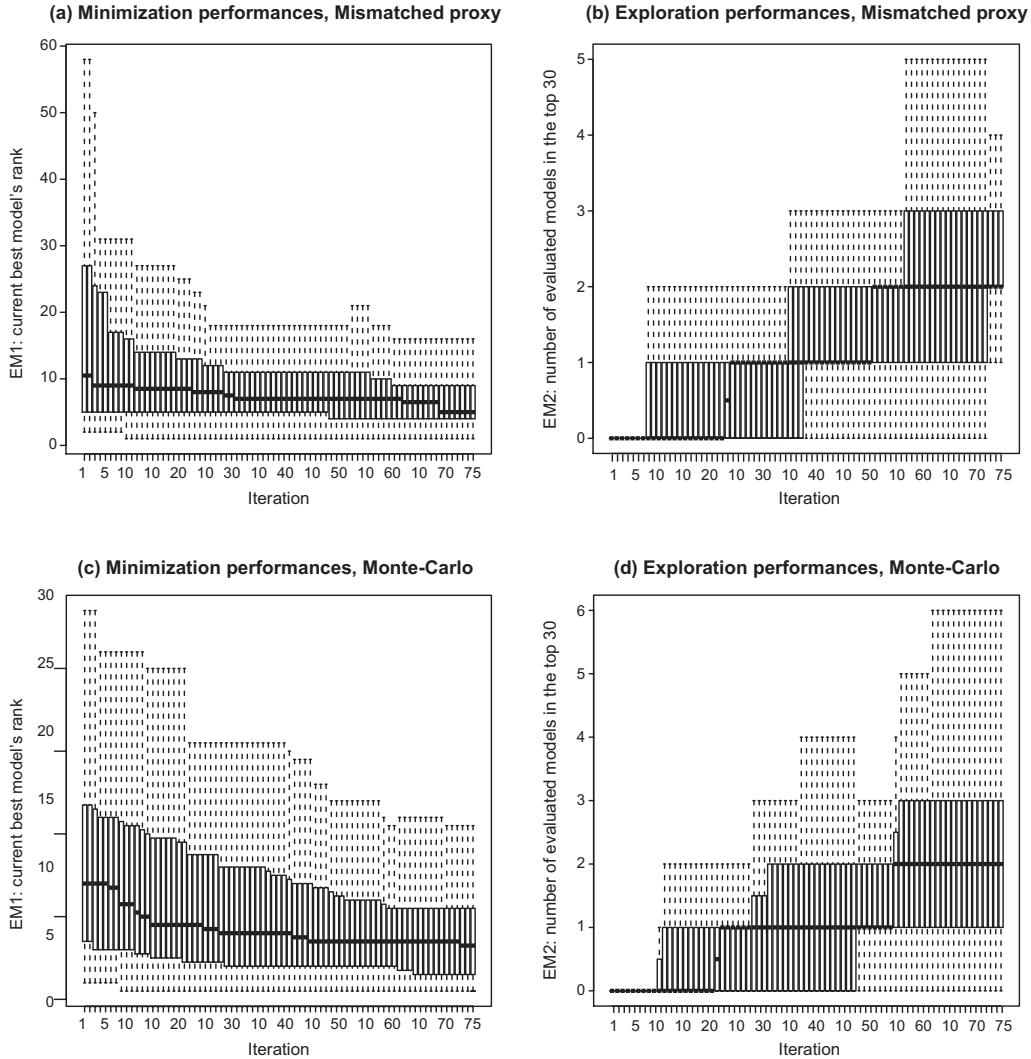 (a) Minimization performances, Mismatched proxy
60
50
40
30
20
10
0
EM1: current best model's rank
1 5 10 10 20 10 30 10 40 10 50 10 60 10 70 75
Iteration
(b) Exploration performances, Mismatched proxy
5
4
3
2
1
0
EM2: number of evaluated models in the top 30
1 10 10 20 10 30 10 40 10 50 10 60 10 70 75
Iteration
(c) Minimization performances, Monte-Carlo
30
25
20
15
10
5
0
EM1: current best model's rank
1 5 10 10 20 10 30 10 40 10 50 10 60 10 70 75
Iteration
(d) Exploration performances, Monte-Carlo
6
5
4
3
2
1
0
EM2: number of evaluated models in the top 30
1 10 10 20 10 30 10 40 10 50 10 60 10 70 75
Iteration